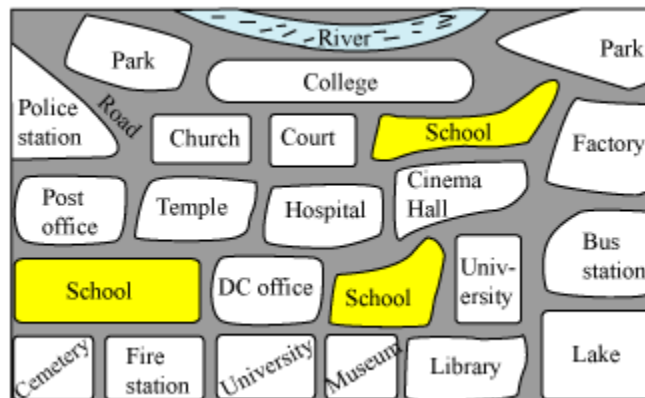 River
Park
Park
College
Police
station
Road
Church
Court
School
Factory
Post
office
Temple
Hospital
Cinema
Hall
Bus
station
School
DC office
School
Univ-
ersity
Cemetery
Fire
station
University
Museum
Library
Lake